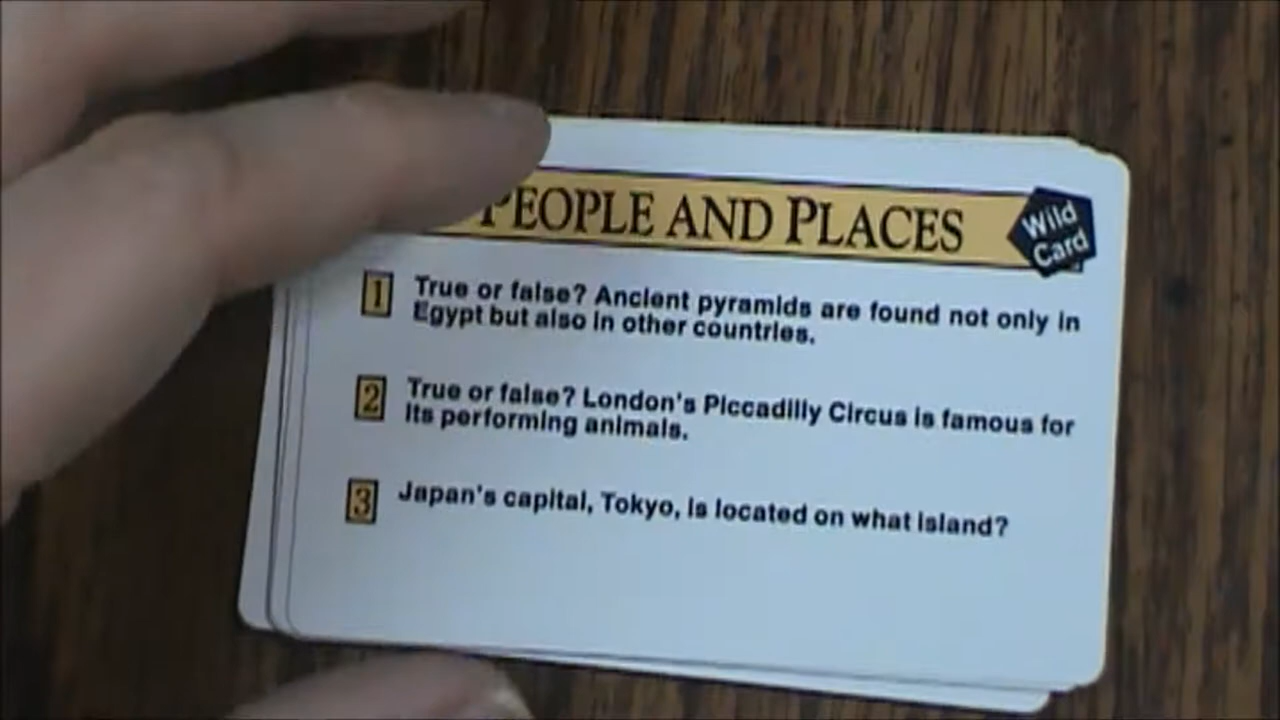 PEOPLE AND PLACES
Wild
Card
1 True or false? Ancient pyramids are found not only in
Egypt but also in other countries.
2 True or false? London's Piccadilly Circus is famous for
its performing animals.
3 Japan's capital, Tokyo, is located on what island?